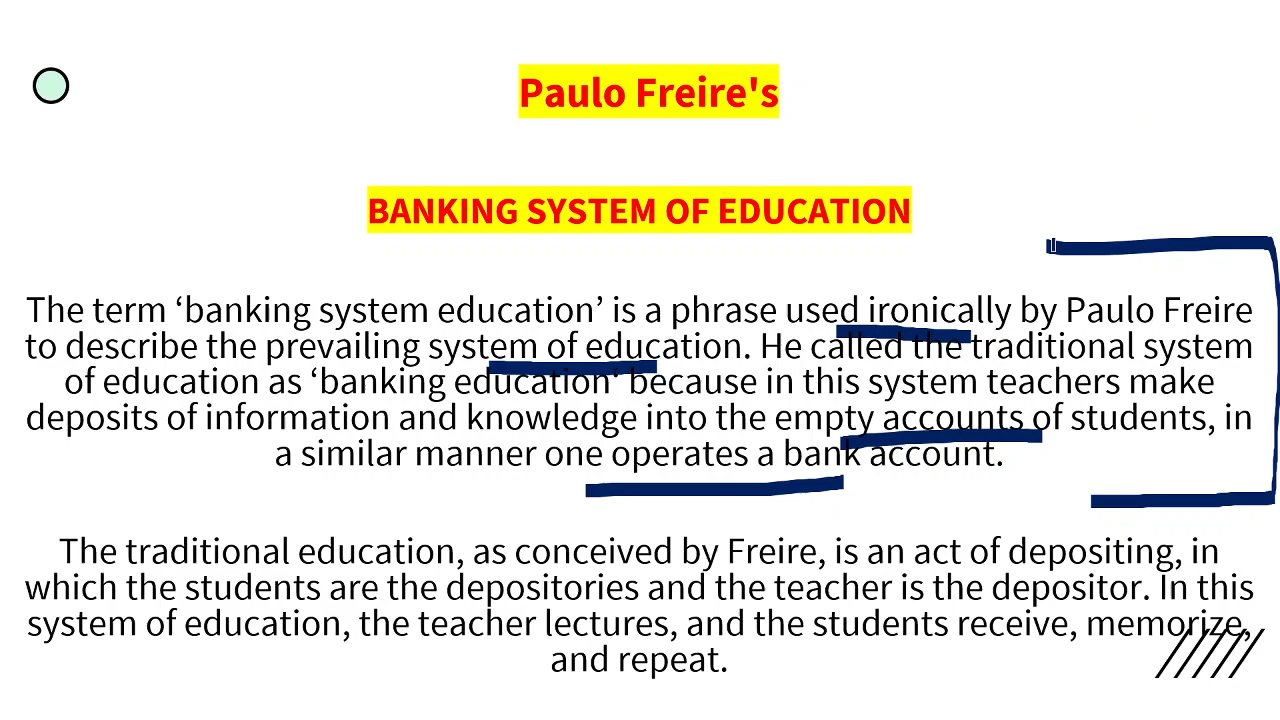 Paulo Freire's
BANKING SYSTEM OF EDUCATION
The term ‘banking system education’ is a phrase used ironically by Paulo Freire
to describe the prevailing system of education. He called the traditional system
of education as ‘banking education‘ because in this system teachers make
deposits of information and knowledge into the empty accounts of students, in
a similar manner one operates a bank account.
The traditional education, as conceived by Freire, is an act of depositing, in
which the students are the depositories and the teacher is the depositor. In this
system of education, the teacher lectures, and the students receive, memorize,
and repeat.